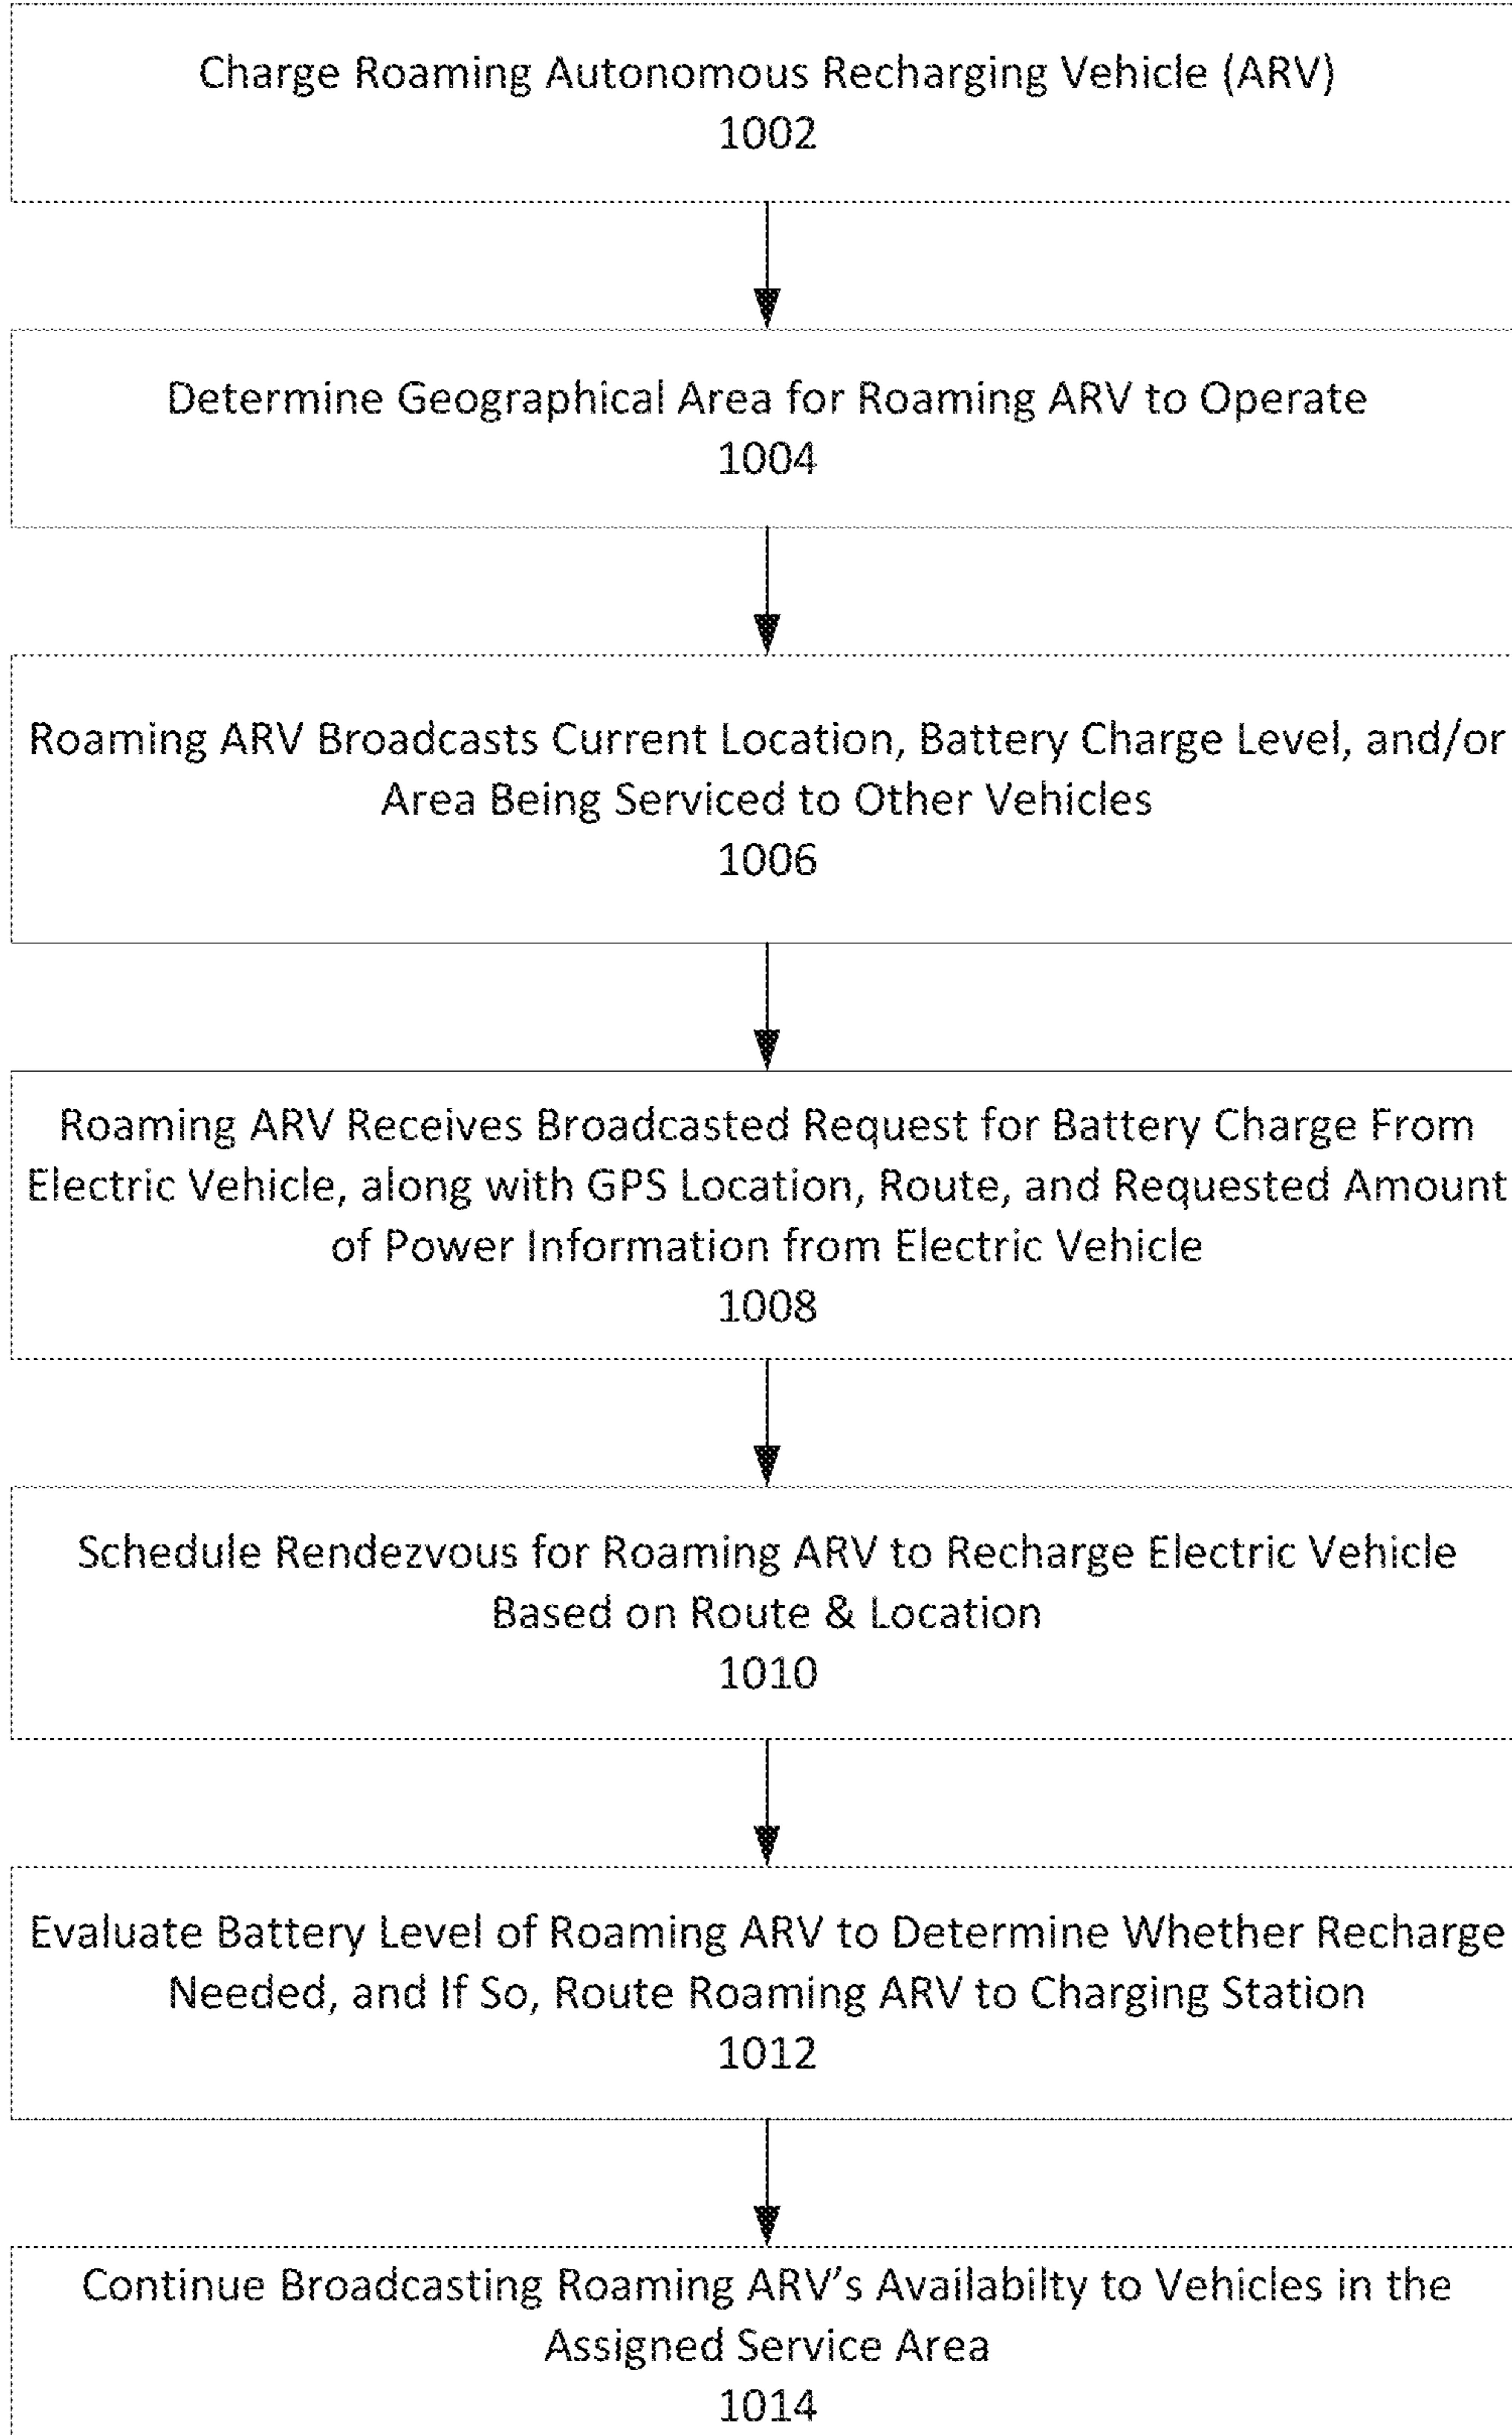 Charge Roaming Autonomous Recharging Vehicle (ARV)
1002
Determine Geographical Area for Roaming ARV to Operate
1004
Roaming ARV Broadcasts Current Location, Battery Charge Level, and/or
Area Being Serviced to Other Vehicles
1006
Roaming ARV Receives Broadcasted Request for Battery Charge From
Electric Vehicle, along with GPS Location, Route, and Requested Amount
of Power Information from Electric Vehicle
1008
Schedule Rendezvous for Roaming ARV to Recharge Electric Vehicle
Based on Route & Location
1010
Evaluate Battery Level of Roaming ARV to Determine Whether Recharge
Needed, and If So, Route Roaming ARV to Charging Station
1012
Continue Broadcasting Roaming ARV's Availabilty to Vehicles in the
Assigned Service Area
1014